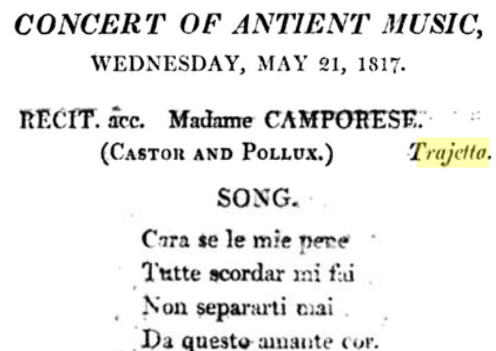 CONCERT OF ANTIENT MUSIC,
WEDNESDAY, MAY 21, 1817.
RECIT. acc. Madame CAMPORESE.
(CASTOR AND POLLUX.) Trajetta.
SONG.
Cara se le mie pene
Tutte scordar mi fai
Non separarti mai
Da questo amante cor.